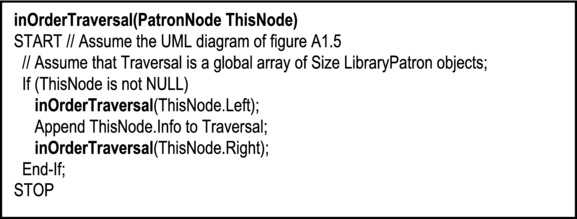 inOrderTraversal(PatronNode ThisNode)
START // Assume the UML diagram of figure A1.5
// Assume that Traversal is a global array of Size LibraryPatron objects;
If (ThisNode is not NULL)
inOrderTraversal(ThisNode.Left);
Append ThisNode.Info to Traversal;
inOrderTraversal(ThisNode.Right);
End-If;
STOP